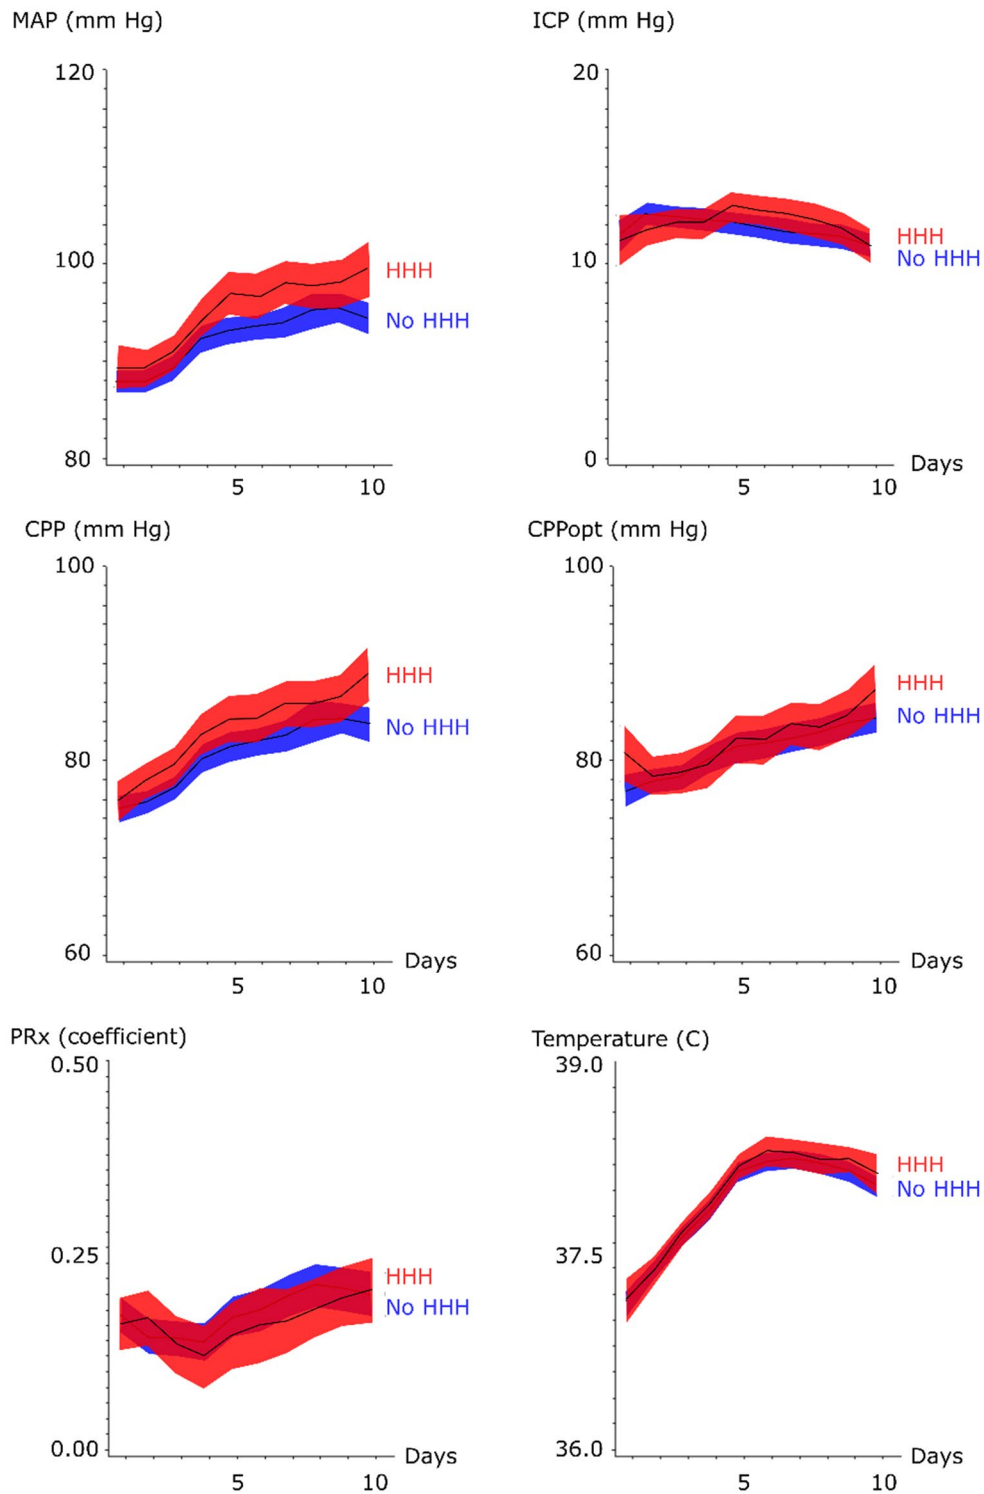 MAP (mm Hg)
120
100
80
5 10
HHH
No HHH
ICP (mm Hg)
20
10
0
5 10
Days
HHH
No HHH
CPP (mm Hg)
100
80
60
5 10
Days
HHH
No HHH
CPPopt (mm Hg)
100
80
60
5 10
Days
HHH
No HHH
PRx (coefficient)
0.50
0.25
0.00
5 10
Days
HHH
No HHH
Temperature (C)
39.0
37.5
36.0
5 10
Days
HHH
No HHH